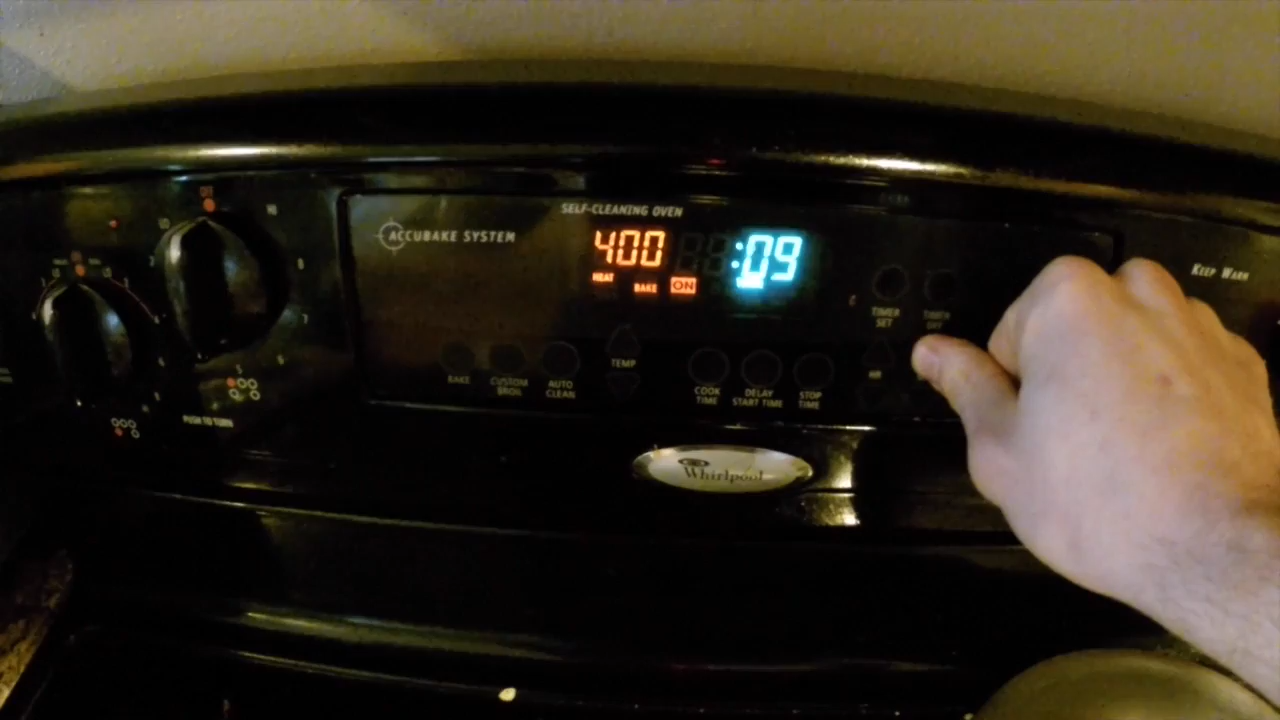 SELF-CLEANING OVEN
ACCUBAKE SYSTEM
400
:09
HEAT
BAKE
ON
KEEP WARM
TIMER
SET
TIMER
OFF
TEMP
HR
BAKE
CUSTOM
BROIL
AUTO
CLEAN
COOK
TIME
DELAY
START TIME
STOP
TIME
PUSH TO TURN
Whirlpool